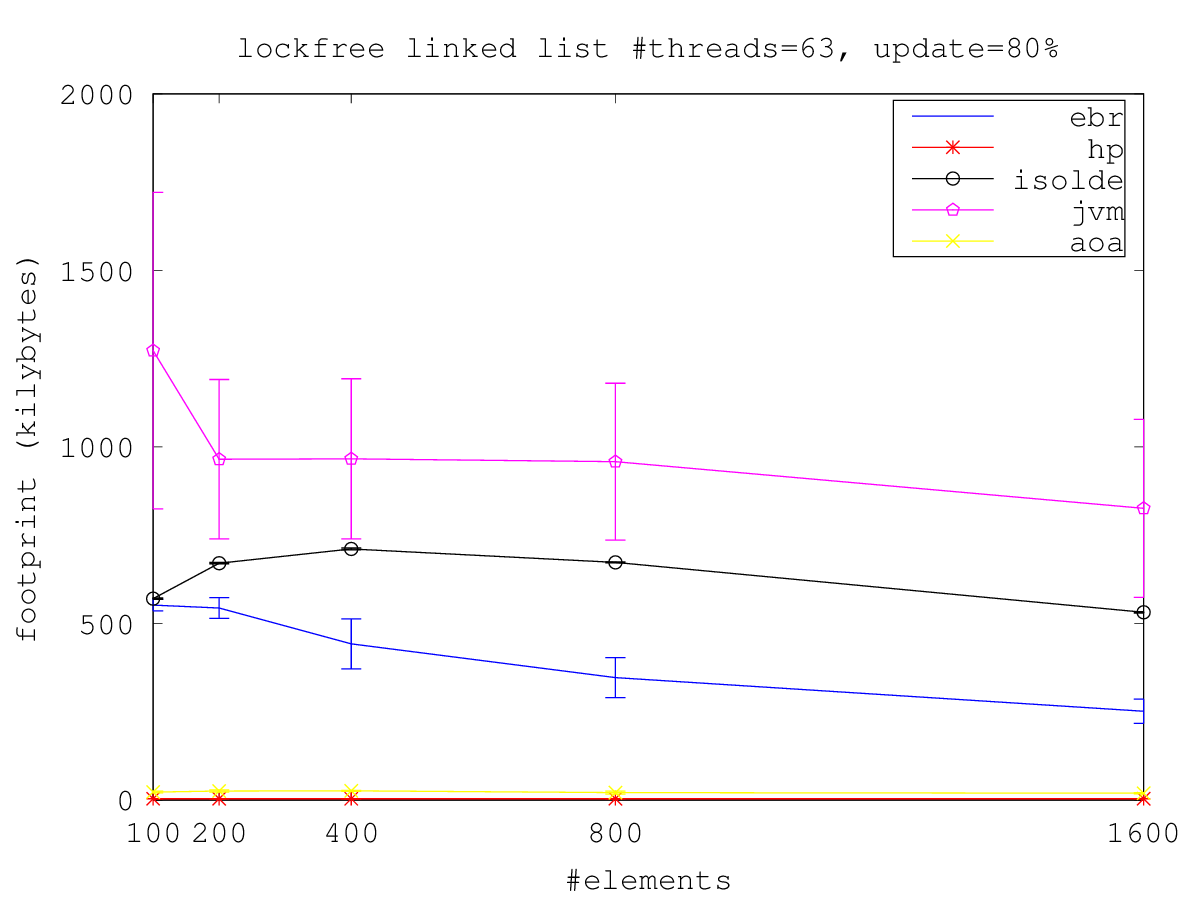 lockfree linked list #threads=63, update=80%
2000
1500
1000
500
0
footprint (kilybytes)
100 200 400 800 1600
#elements
ebr
hp
isolde
jvm
aoa